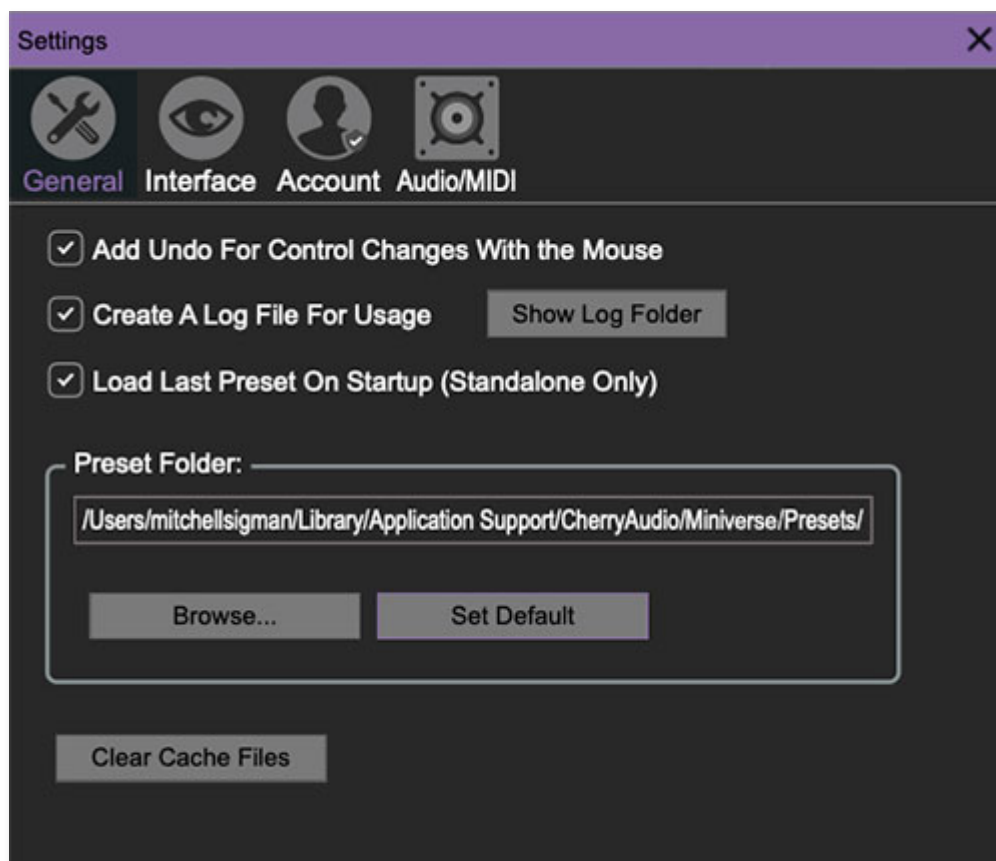 Settings
General Interface Account Audio/MIDI
Add Undo For Control Changes With the Mouse
Create A Log File For Usage Show Log Folder
Load Last Preset On Startup (Standalone Only)
Preset Folder:
/Users/mitchellsigman/Library/Application Support/CherryAudio/Miniverse/Presets/
Browse... Set Default
Clear Cache Files